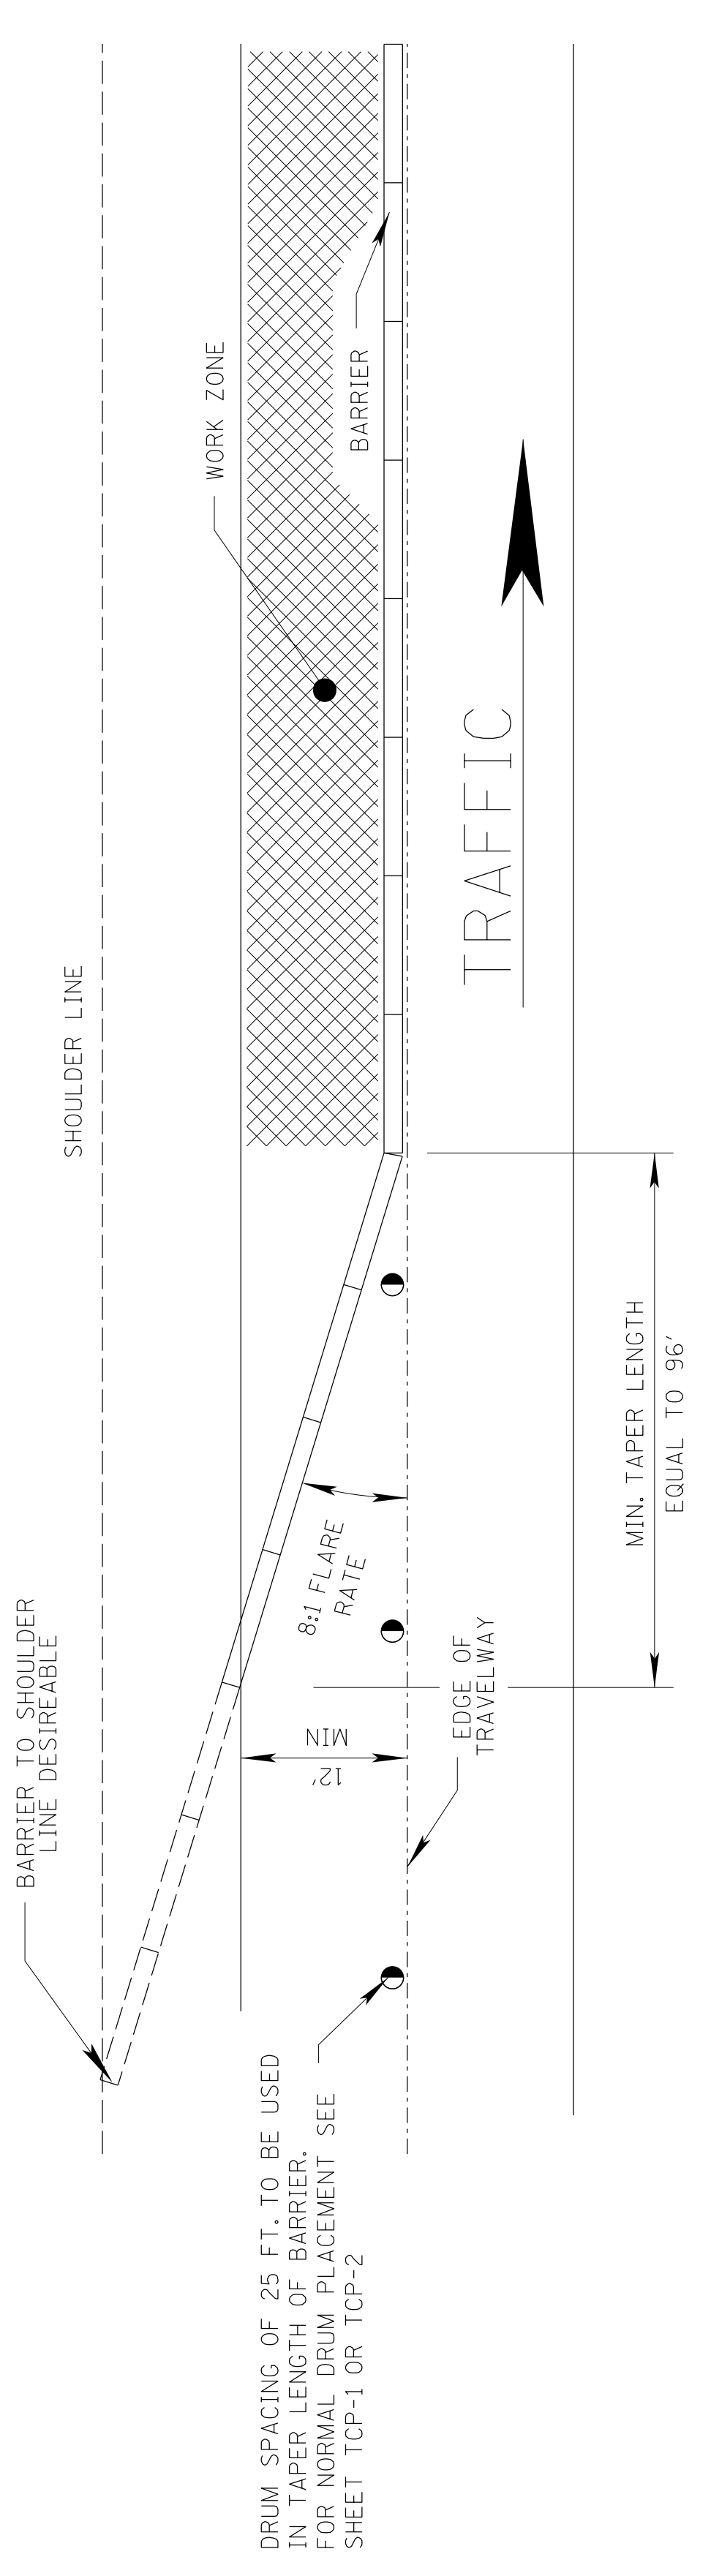 BARRIER TO SHOULDER
LINE DESIREABLE
SHOULDER LINE
WORK ZONE
BARRIER
TRAFFIC
8:1 FLARE
RATE
12'
MIN
EDGE OF
TRAVELWAY
MIN. TAPER LENGTH
EQUAL TO 96'
DRUM SPACING OF 25 FT. TO BE USED
IN TAPER LENGTH OF BARRIER.
FOR NORMAL DRUM PLACEMENT SEE
SHEET TCP-1 OR TCP-2